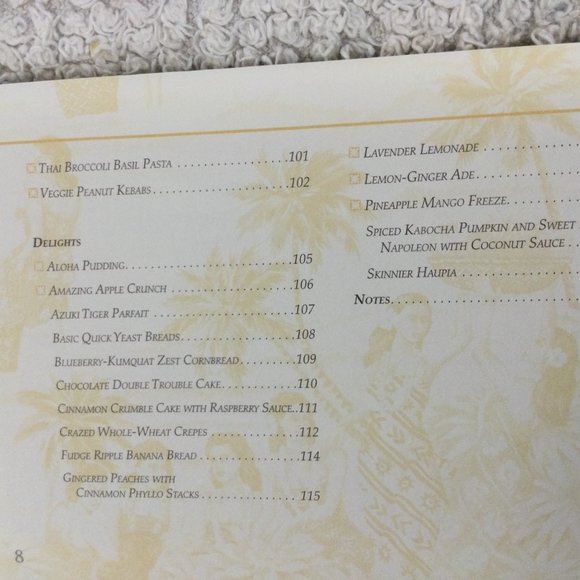 Thai Broccoli Basil Pasta . . . . . . . . . . . . . . . . .101
Veggie Peanut Kebabs . . . . . . . . . . . . . . . . . . . . 102
Delights
Aloha Pudding. . . . . . . . . . . . . . . . . . . . . . . . . 105
Amazing Apple Crunch . . . . . . . . . . . . . . . . . . 106
Azuki Tiger Parfait . . . . . . . . . . . . . . . . . . . . .107
Basic Quick Yeast Breads. . . . . . . . . . . . . . . . . 108
Blueberry-Kumquat Zest Cornbread. . . . . . . . .109
Chocolate Double Trouble Cake. . . . . . . . . . . . 110
Cinnamon Crumble Cake with Raspberry Sauce..111
Crazed Whole-Wheat Crepes . . . . . . . . . . . . . .112
Fudge Ripple Banana Bread . . . . . . . . . . . . . . .114
Gingered Peaches with
Cinnamon Phyllo Stacks . . . . . . . . . . . . . . . 115
Lavender Lemonade . . . . . . . . . . . . . . .
Lemon-Ginger Ade. . . . . . . . . . . . . . . .
Pineapple Mango Freeze. . . . . . . . . . .
Spiced Kabocha Pumpkin and Sweet
Napoleon with Coconut Sauce . .
Skinnier Haupia . . . . . . . . . . . . . . . . .
Notes. . . . . . . . . . . . . . . . . . . . . . . . . .
8